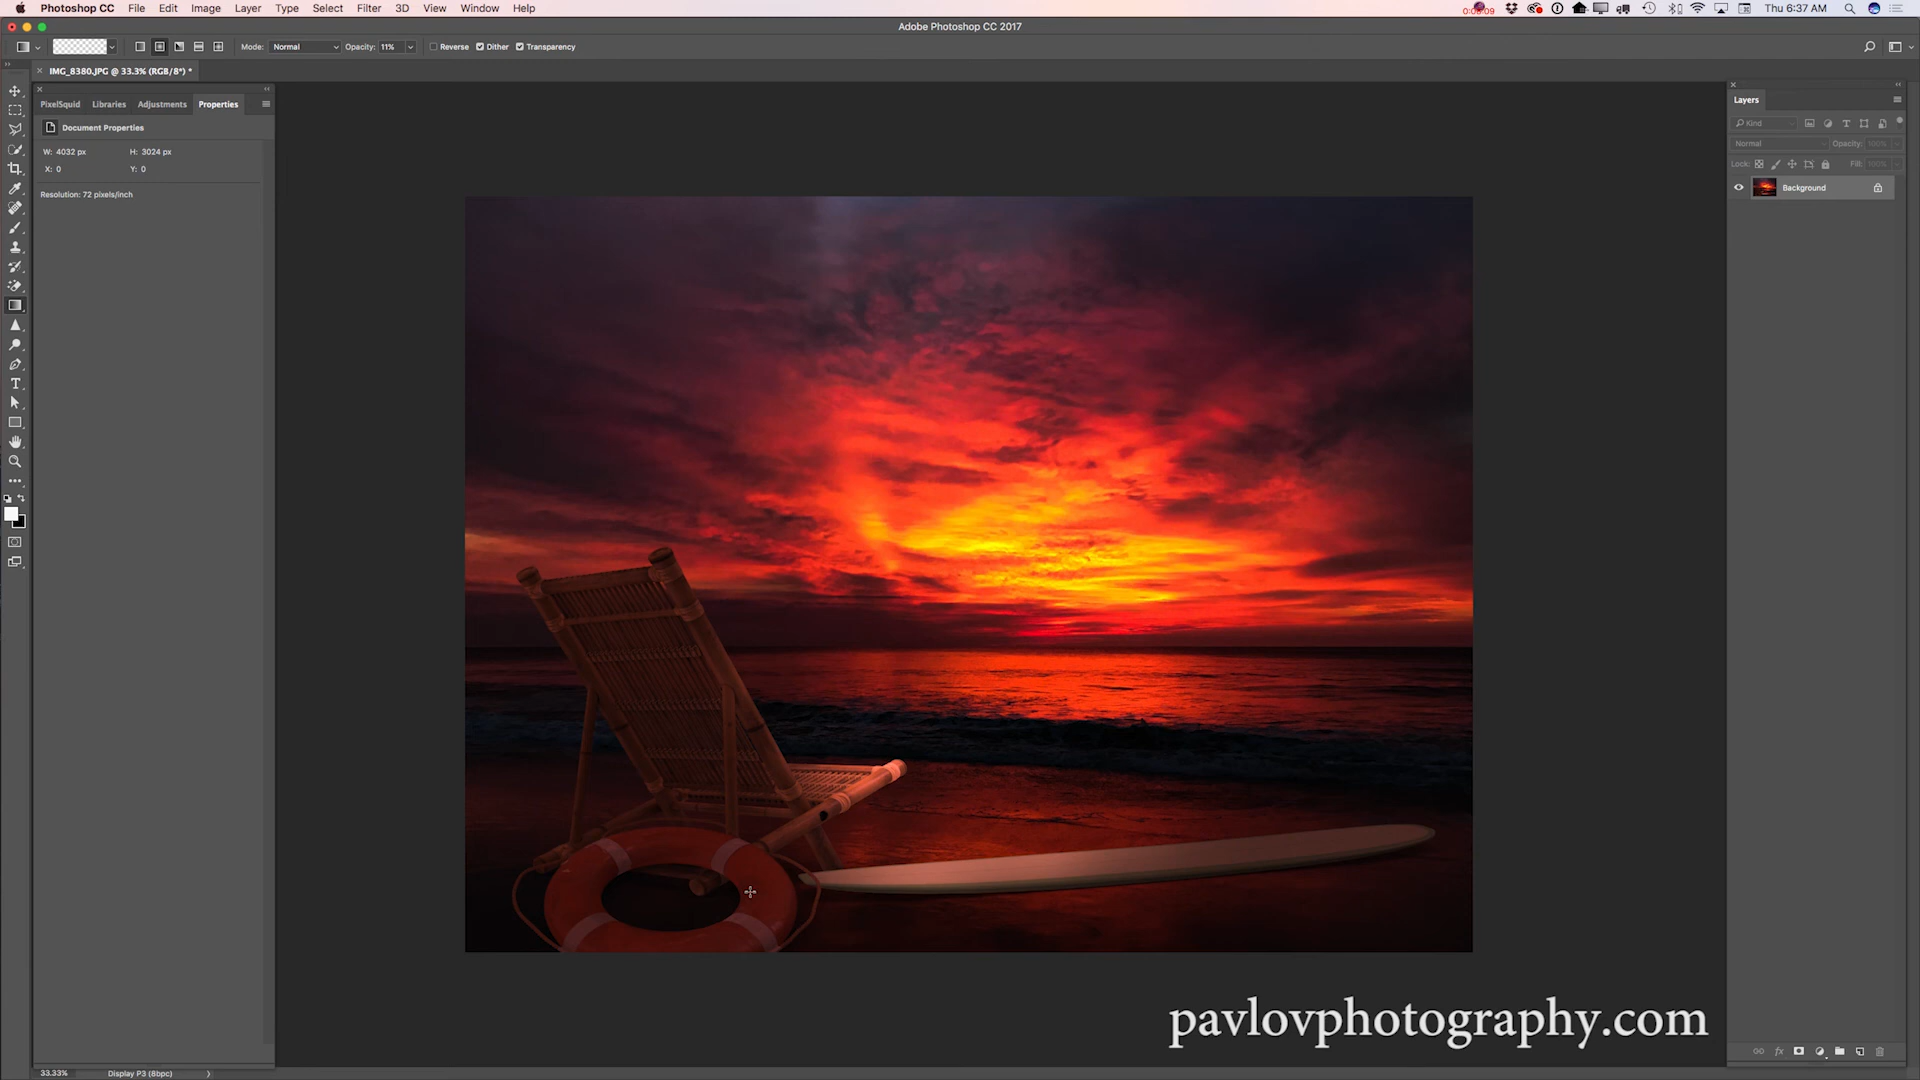 Photoshop CC File Edit Image Layer Type Select Filter 3D View Window Help Thu 6:37 AM
Adobe Photoshop CC 2017
Mode: Normal Opacity: 11% Reverse Dither Transparency
IMG_8380.JPG @ 33.3% (RGB/8*) *
PixelSquid Libraries Adjustments Properties
Document Properties
W: 4032 px H: 3024 px
X: 0 Y: 0
Resolution: 72 pixels/inch
Layers
Kind
Normal Opacity: 100%
Lock: Fill: 100%
Background
pavlovphotography.com
33.33% Display P3 (8bpc)